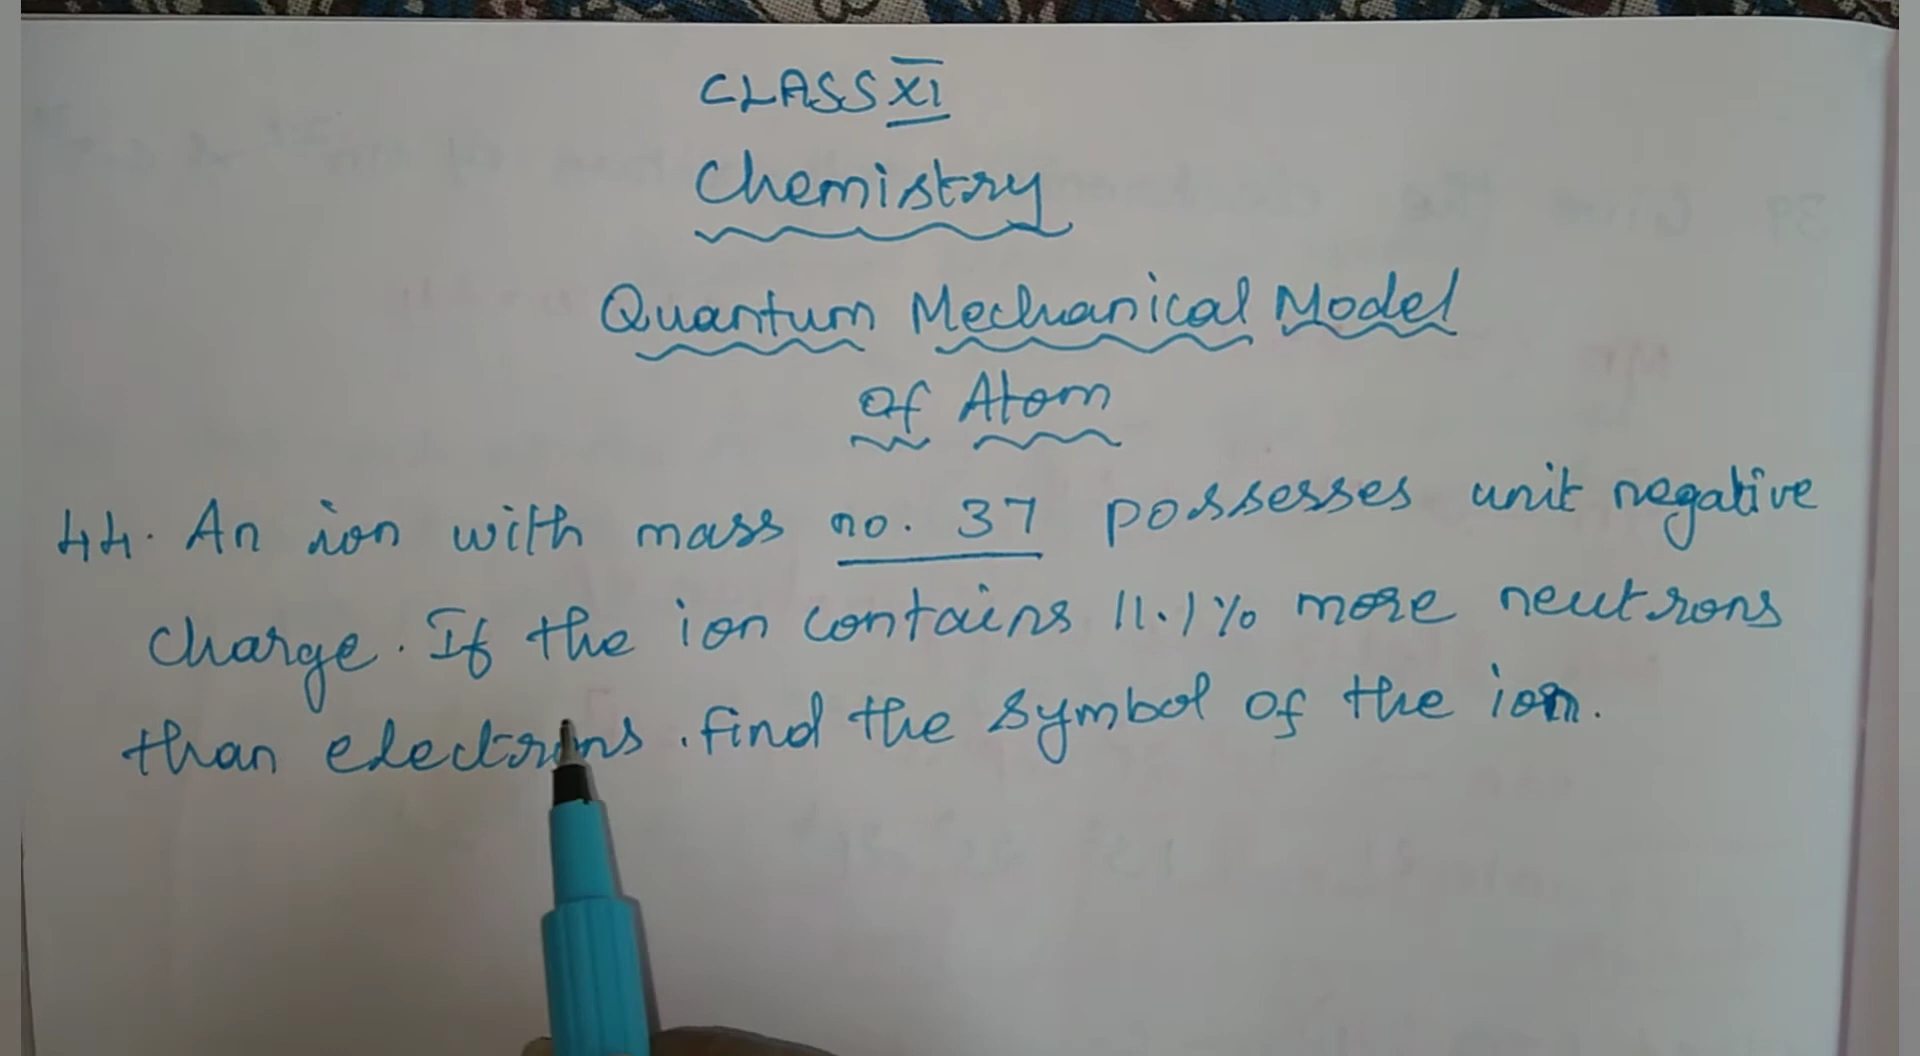 CLASS XI
Chemistry
Quantum Mechanical Model
of Atom
44. An ion with mass no. 37 possesses unit negative
charge. If the ion contains 11.1% more neutrons
than electrons. find the symbol of the ion.